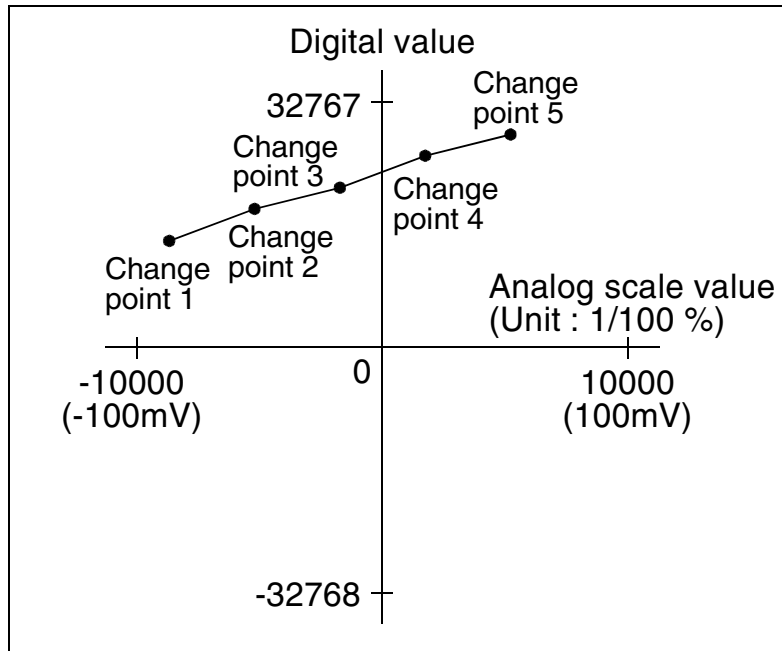 Digital value
32767
Change
point 5
Change
point 3
Change
point 4
Change
point 2
Change
point 1
Analog scale value
(Unit : 1/100 %)
0
-10000
(-100mV)
10000
(100mV)
-32768